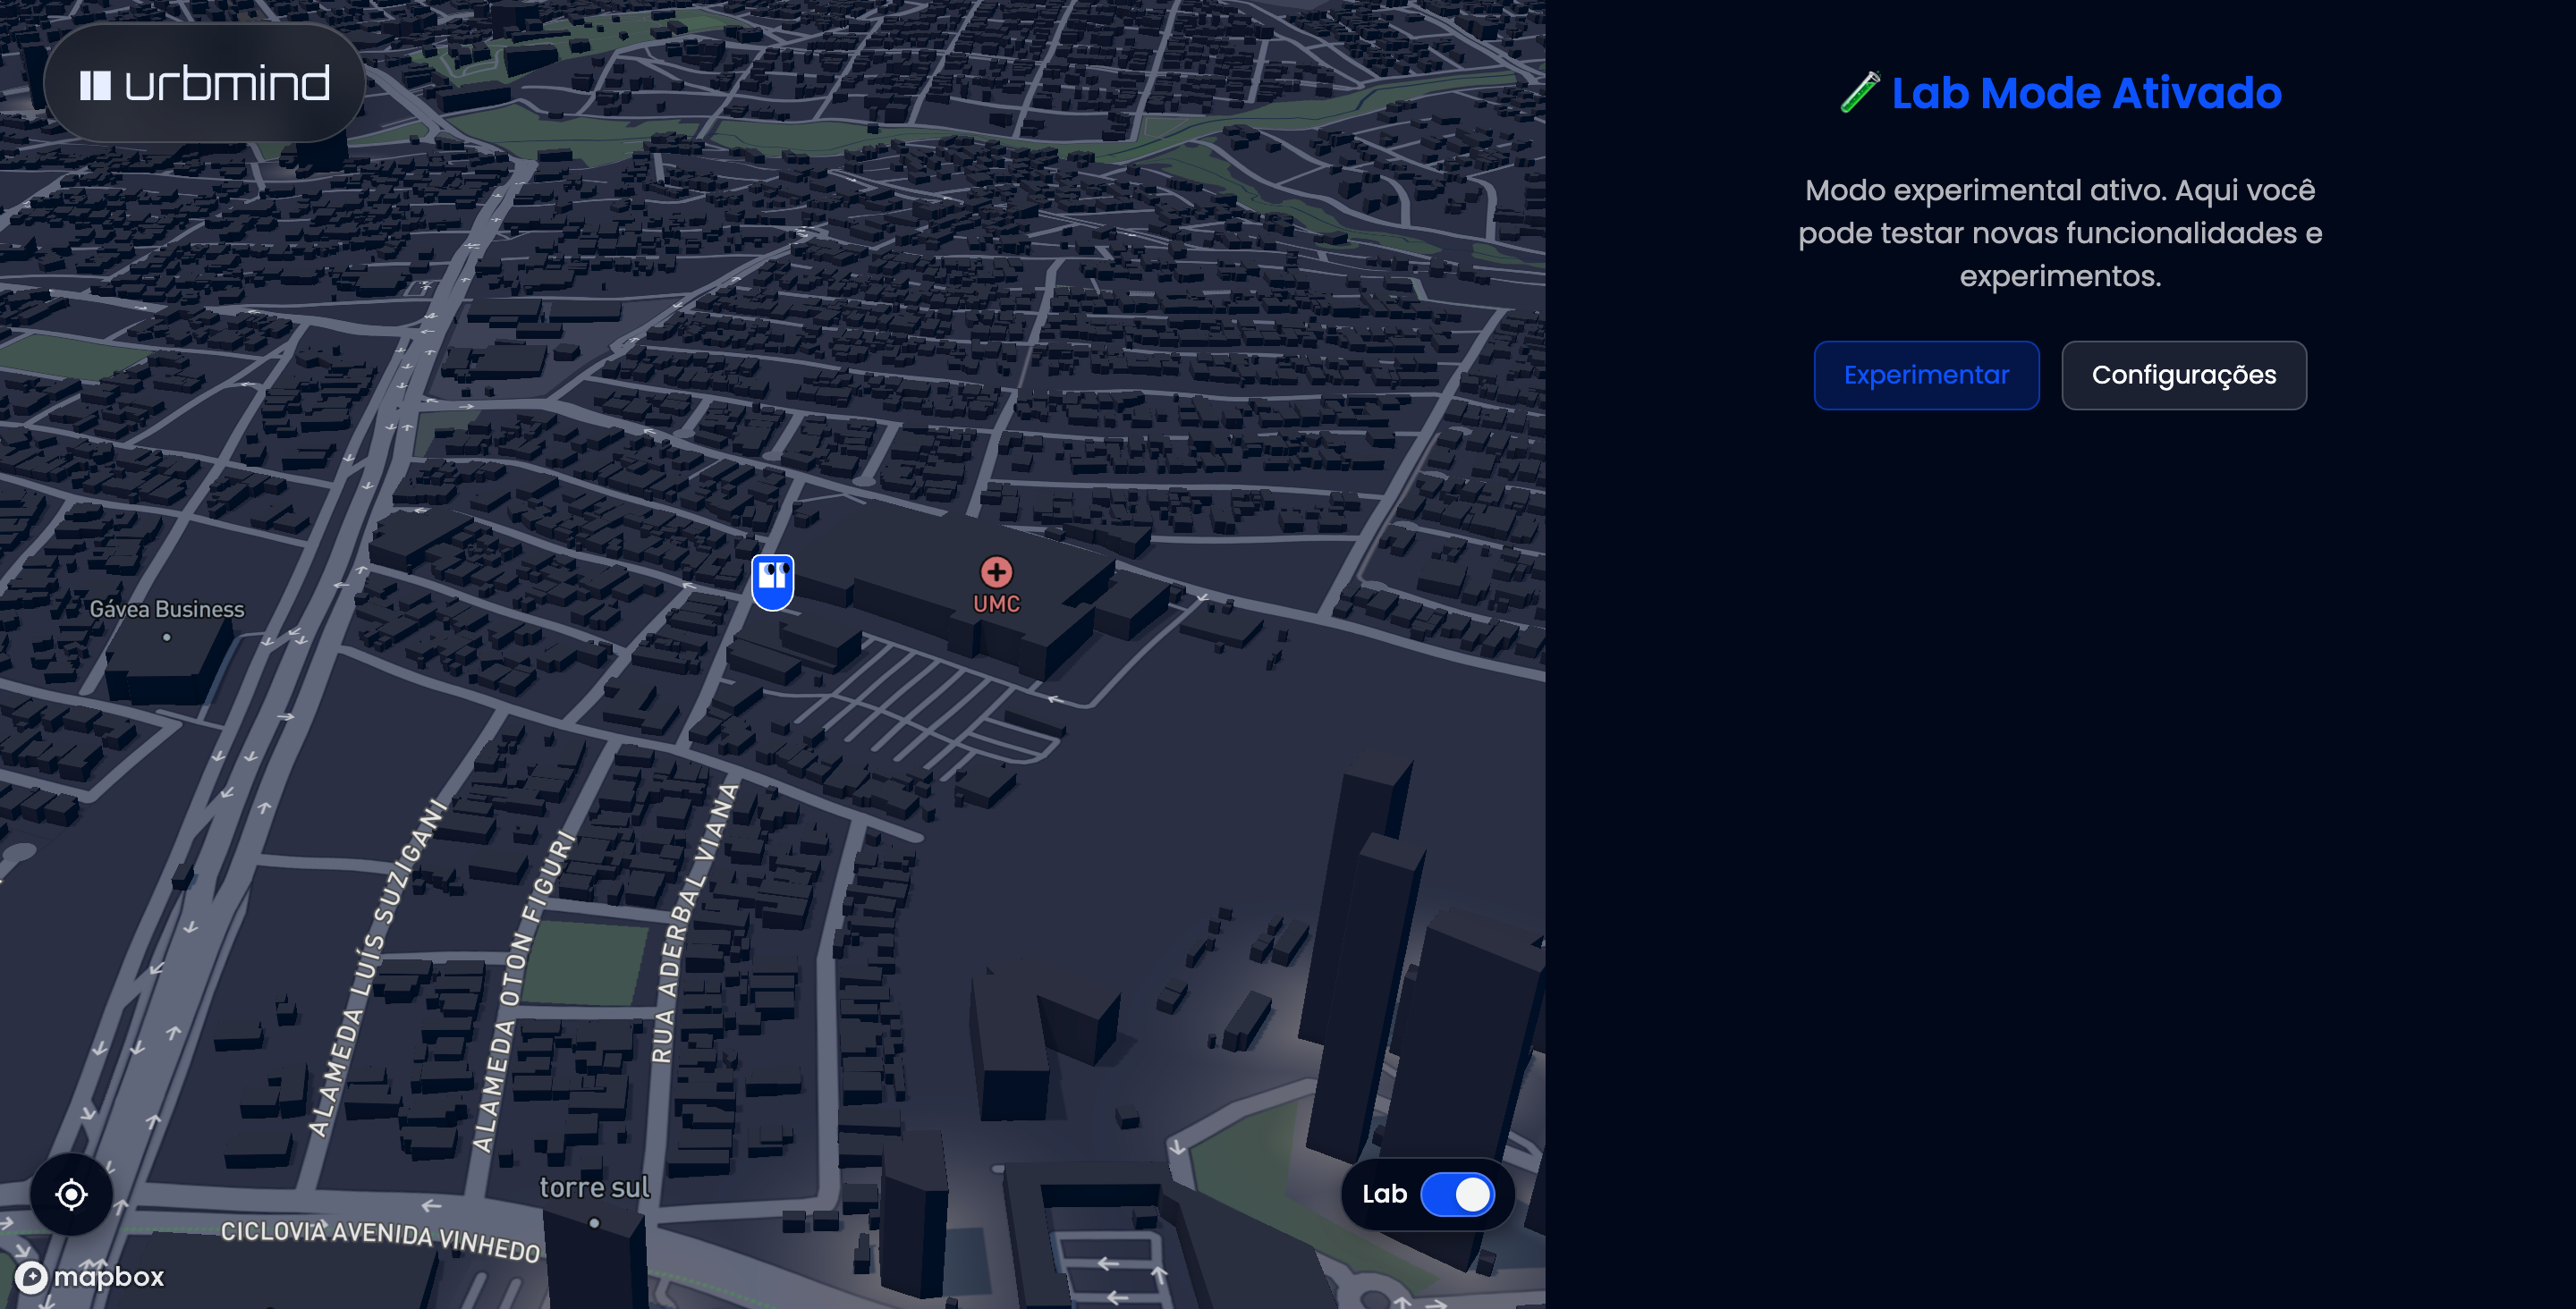 urbmind
Gávea Business
UMC
ALAMEDA LUÍS SUZIGANI
ALAMEDA OTON FIGURI
RUA ADERBAL VIANA
torre sul
CICLOVIA AVENIDA VINHEDO
mapbox
Lab
Lab Mode Ativado
Modo experimental ativo. Aqui você
pode testar novas funcionalidades e
experimentos.
Experimentar
Configurações